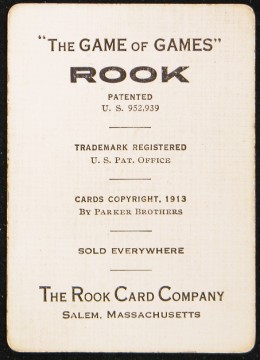 "The GAME of GAMES"
ROOK
PATENTED
U. S. 952,939
TRADEMARK REGISTERED
U. S. Pat. Office
CARDS COPYRIGHT, 1913
By Parker Brothers
SOLD EVERYWHERE
The Rook Card Company
Salem, Massachusetts